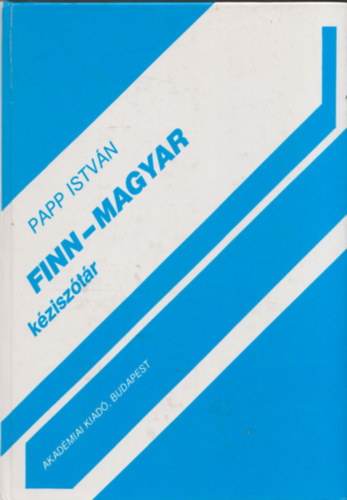 PAPP ISTVÁN
FINN–MAGYAR
kéziszótár
AKADÉMIAI KIADÓ, BUDAPEST